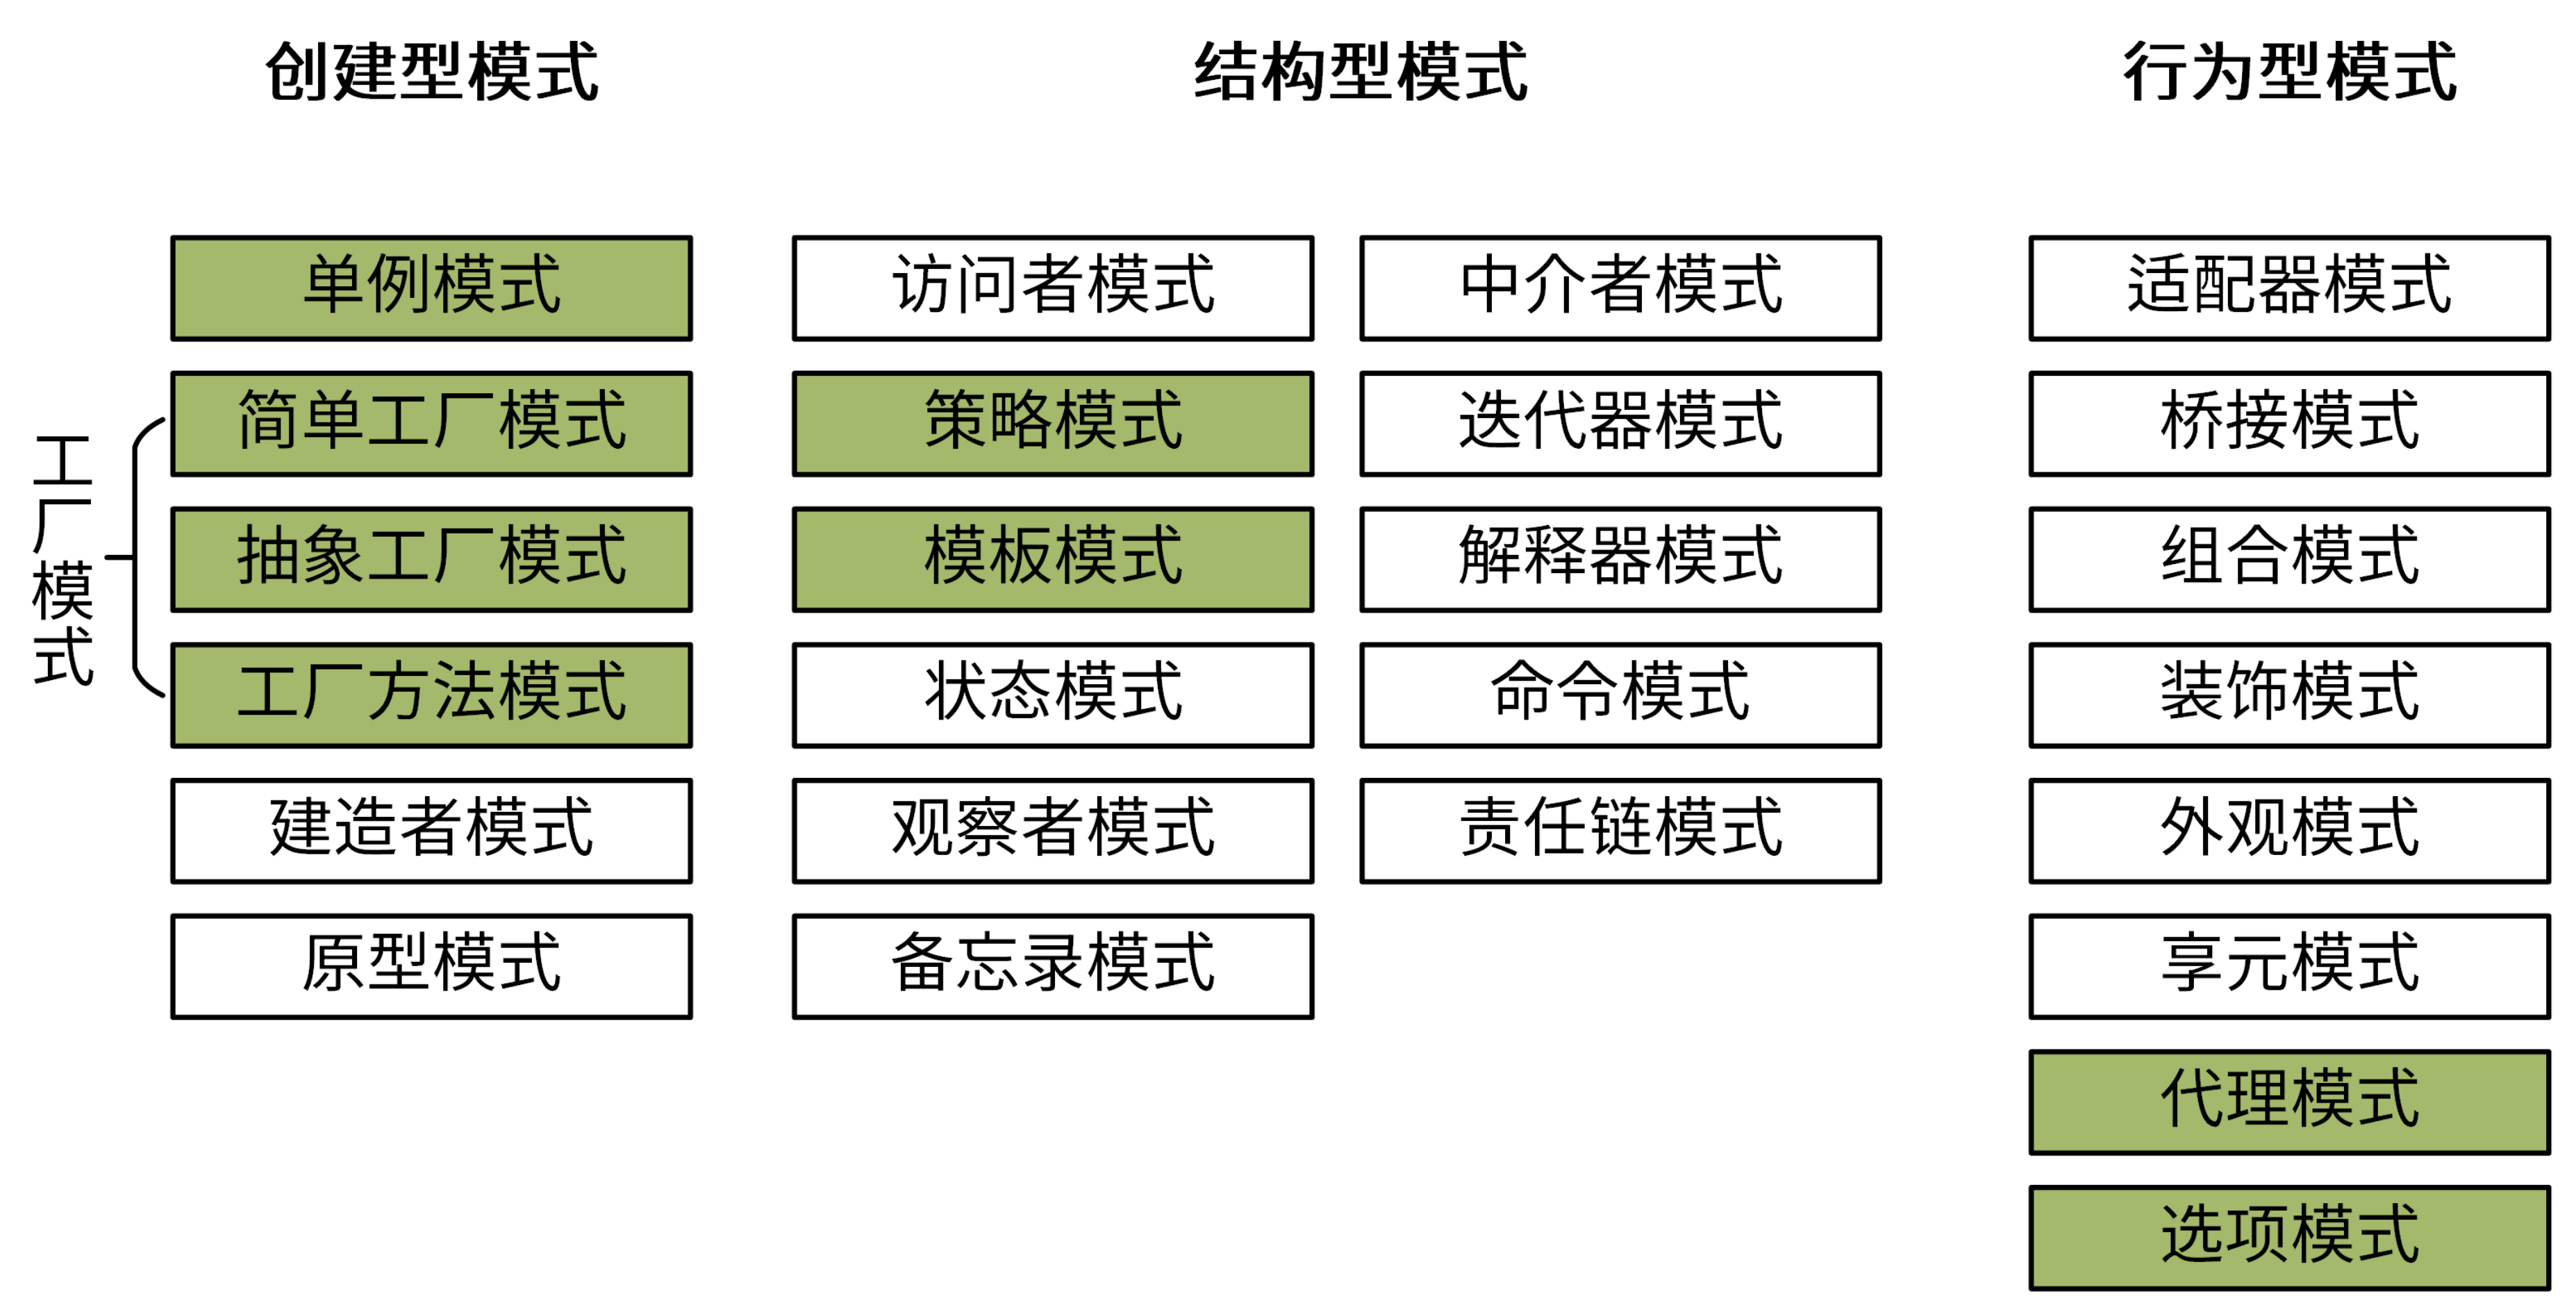 创建型模式
结构型模式
行为型模式
工厂模式
单例模式
简单工厂模式
抽象工厂模式
工厂方法模式
建造者模式
原型模式
访问者模式
策略模式
模板模式
状态模式
观察者模式
备忘录模式
中介者模式
迭代器模式
解释器模式
命令模式
责任链模式
适配器模式
桥接模式
组合模式
装饰模式
外观模式
享元模式
代理模式
选项模式